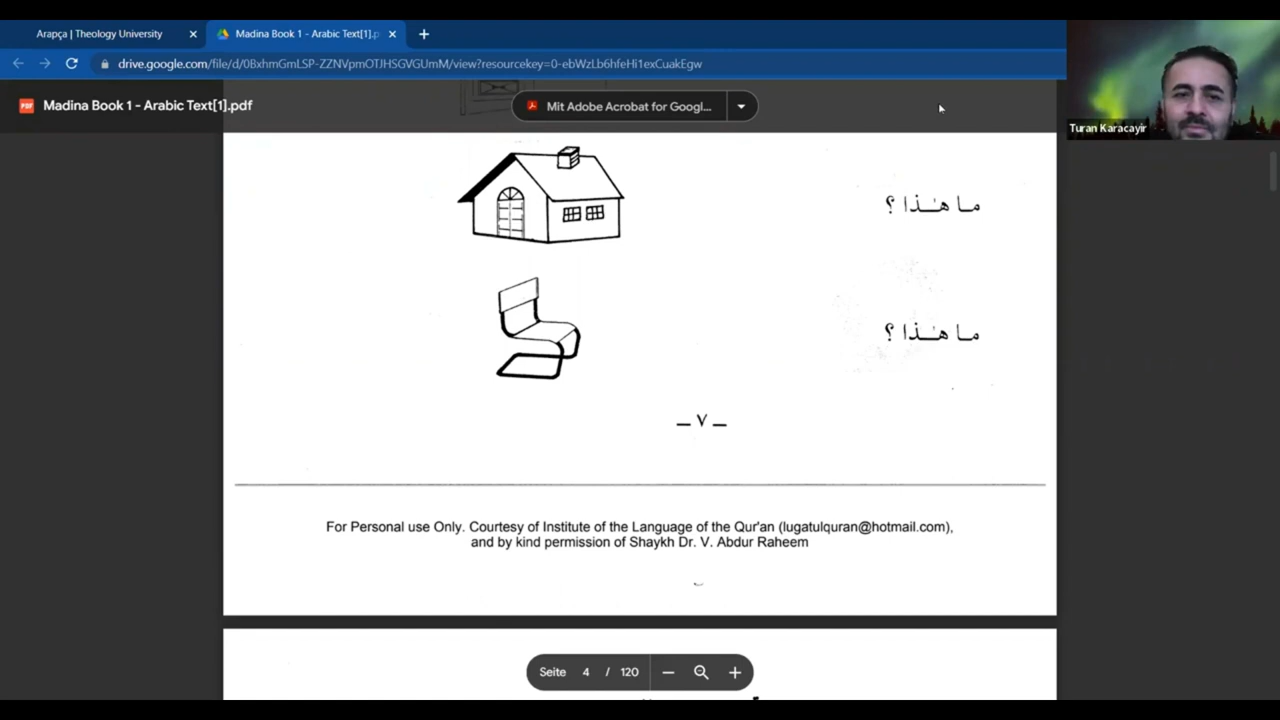 Arapça | Theology University
Madina Book 1 - Arabic Text[1].p
drive.google.com/file/d/0BxhmGmLSP-ZZNVpmOTJHSGVGUmM/view?resourcekey=0-ebWzLb6hfeHi1exCuakEgw
Madina Book 1 - Arabic Text[1].pdf
Mit Adobe Acrobat for Googl...
Turan Karacayir
ما هٰذا ؟
ما هٰذا ؟
– ٧ –
For Personal use Only. Courtesy of Institute of the Language of the Qur'an (lugatulquran@hotmail.com),
and by kind permission of Shaykh Dr. V. Abdur Raheem
Seite 4 / 120